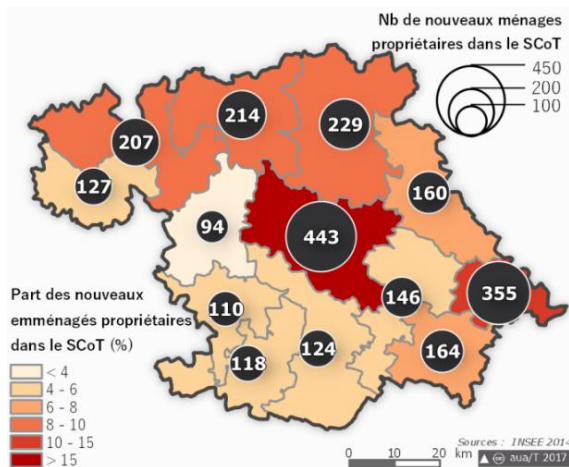 Nb de nouveaux ménages
propriétaires dans le SCoT
450
200
100
214
229
207
127
160
94
443
146
355
110
124
164
118
Part des nouveaux
emménagés propriétaires
dans le SCoT (%)
< 4
4 - 6
6 - 8
8 - 10
10 - 15
> 15
0 10 20 km
Sources : INSEE 2014
aua/T 2017